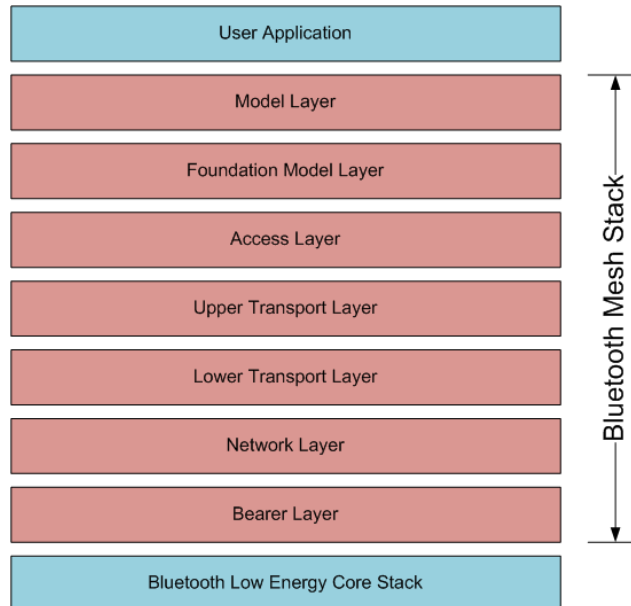 User Application
Model Layer
Foundation Model Layer
Access Layer
Upper Transport Layer
Lower Transport Layer
Network Layer
Bearer Layer
Bluetooth Low Energy Core Stack
Bluetooth Mesh Stack